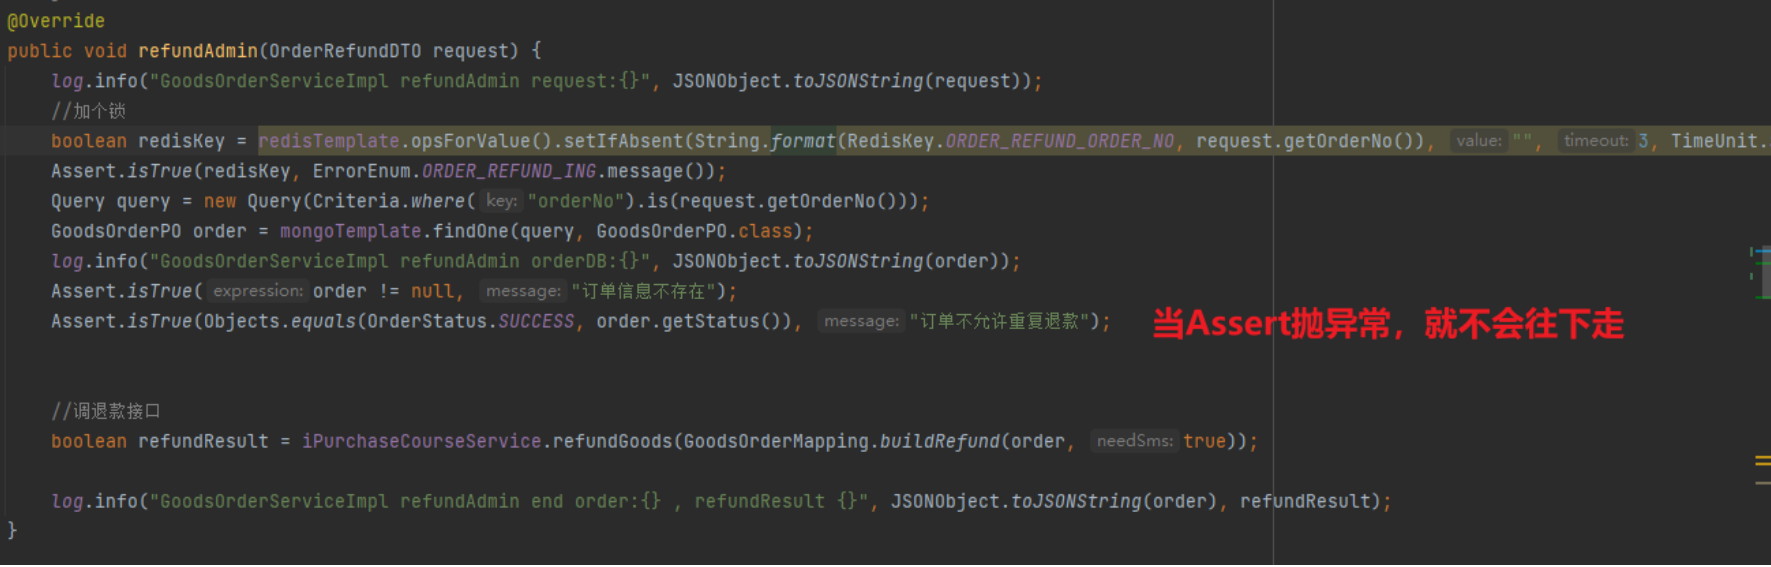 @Override
public void refundAdmin(OrderRefundDTO request) {
log.info("GoodsOrderServiceImpl refundAdmin request:{}", JSONObject.toJSONString(request));
//加个锁
boolean redisKey = redisTemplate.opsForValue().setIfAbsent(String.format(RedisKey.ORDER_REFUND_ORDER_NO, request.getOrderNo()), value: "", timeout: 3, TimeUnit.
Assert.isTrue(redisKey, ErrorEnum.ORDER_REFUND_ING.message());
Query query = new Query(Criteria.where( key: "orderNo").is(request.getOrderNo()));
GoodsOrderPO order = mongoTemplate.findOne(query, GoodsOrderPO.class);
log.info("GoodsOrderServiceImpl refundAdmin orderDB:{}", JSONObject.toJSONString(order));
Assert.isTrue( expression: order != null, message: "订单信息不存在");
Assert.isTrue(Objects.equals(OrderStatus.SUCCESS, order.getStatus()), message: "订单不允许重复退款");
当Assert抛异常，就不会往下走
//调退款接口
boolean refundResult = iPurchaseCourseService.refundGoods(GoodsOrderMapping.buildRefund(order, needSms: true));
log.info("GoodsOrderServiceImpl refundAdmin end order:{} , refundResult {}", JSONObject.toJSONString(order), refundResult);
}